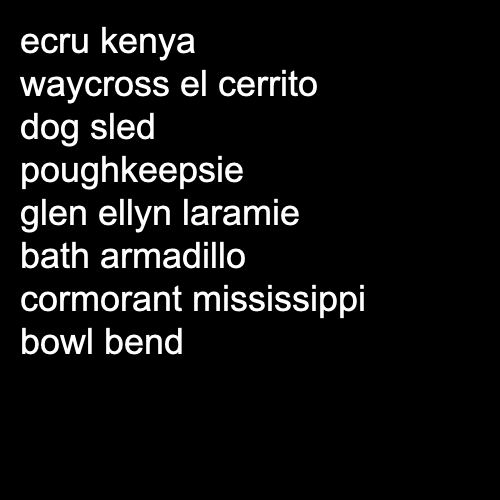 ecru kenya
waycross el cerrito
dog sled
poughkeepsie
glen ellyn laramie
bath armadillo
cormorant mississippi
bowl bend